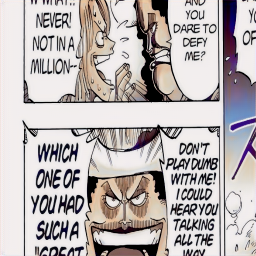 AND
YOU
DARE TO
DEFY
ME?
NEVER!
NOT IN A
MILLION--
DON'T
PLAY DUMB
WITH ME!
I COULD
HEAR YOU
TALKING
ALL THE
WAY
WHICH
ONE OF
YOU HAD
SUCH A
"GREAT